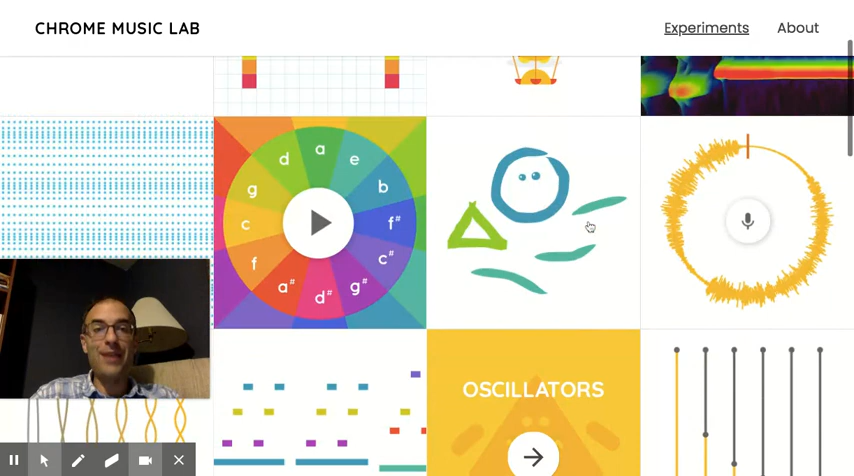 CHROME MUSIC LAB
Experiments
About
a
e
b
f#
c#
g#
d#
a#
f
c
g
d
OSCILLATORS